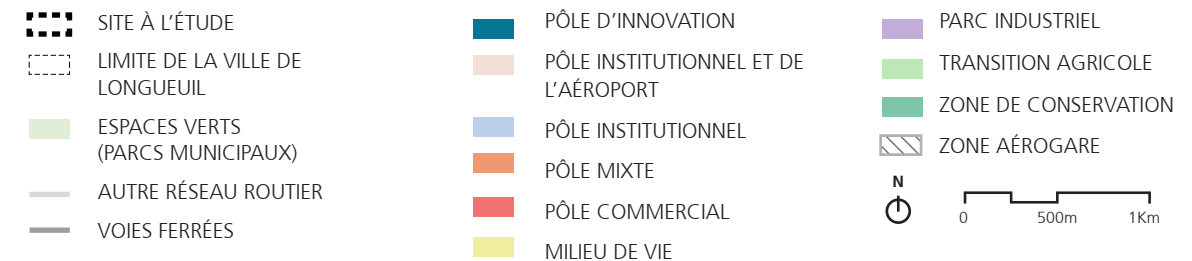 SITE À L'ÉTUDE
LIMITE DE LA VILLE DE
LONGUEUIL
ESPACES VERTS
(PARCS MUNICIPAUX)
AUTRE RÉSEAU ROUTIER
VOIES FERRÉES
PÔLE D'INNOVATION
PÔLE INSTITUTIONNEL ET DE
L'AÉROPORT
PÔLE INSTITUTIONNEL
PÔLE MIXTE
PÔLE COMMERCIAL
MILIEU DE VIE
PARC INDUSTRIEL
TRANSITION AGRICOLE
ZONE DE CONSERVATION
ZONE AÉROGARE
N
0 500m 1Km